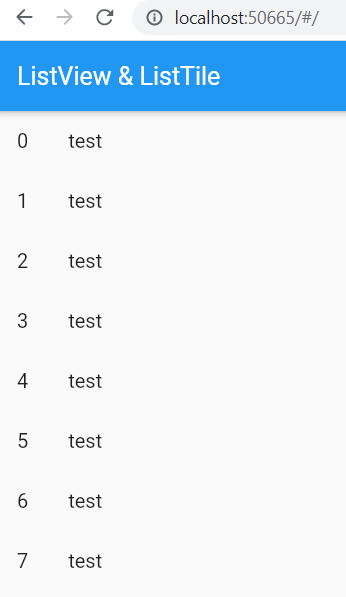 localhost:50665/#/
ListView & ListTile
0 test
1 test
2 test
3 test
4 test
5 test
6 test
7 test